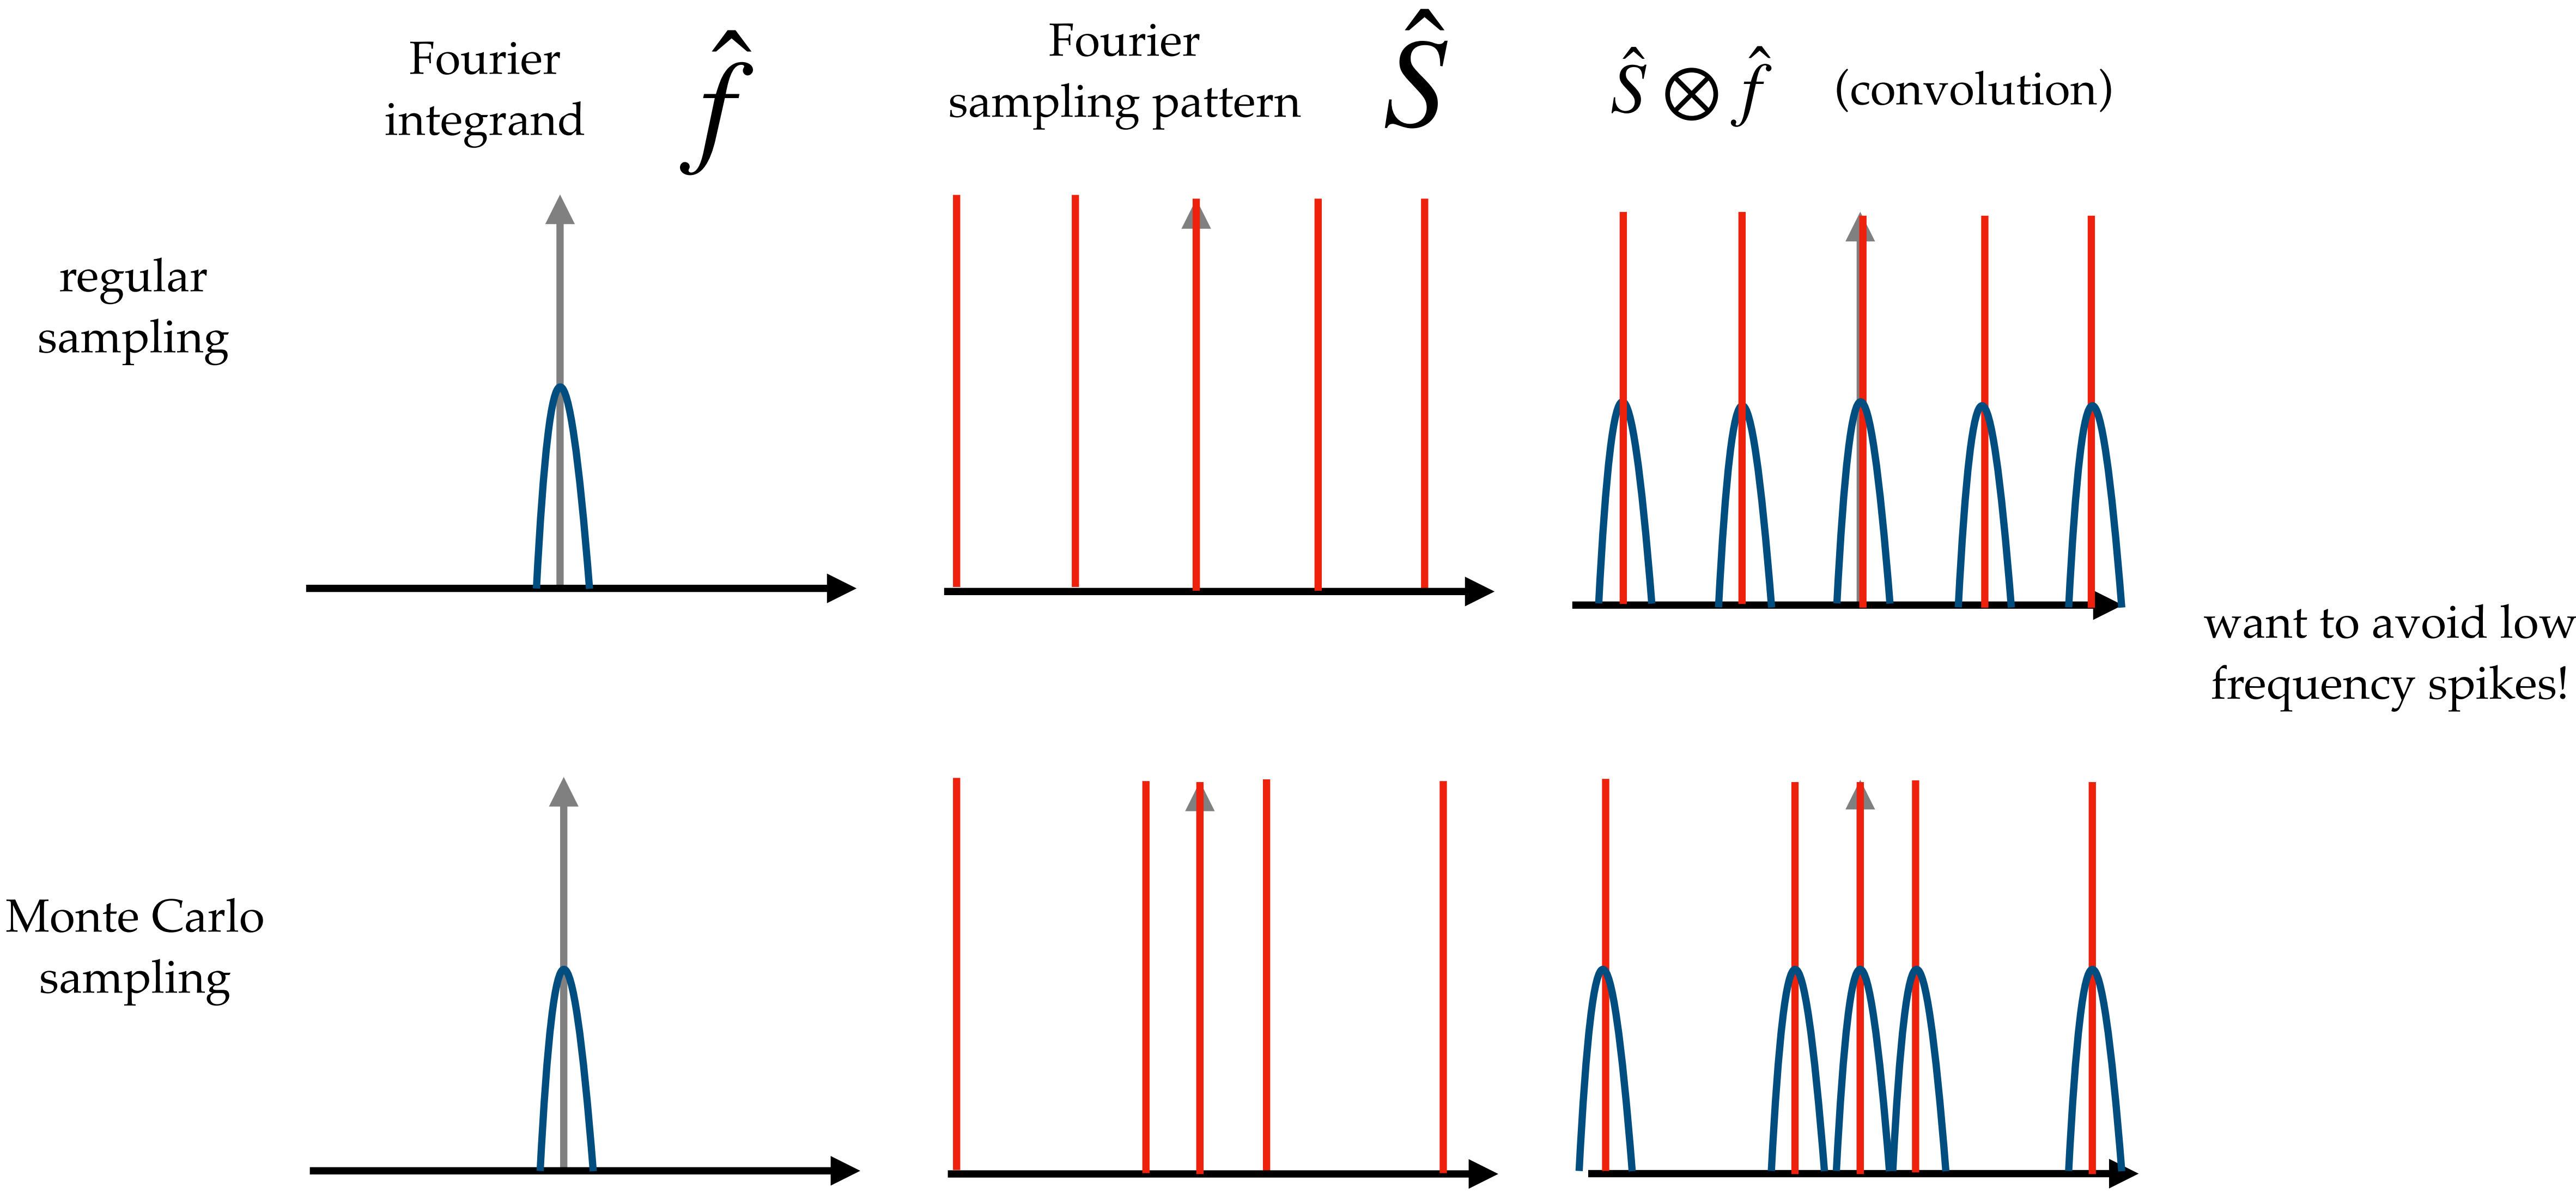 Fourier
integrand
f̂
Fourier
sampling pattern
Ŝ
Ŝ ⊗ f̂ (convolution)
regular
sampling
want to avoid low
frequency spikes!
Monte Carlo
sampling